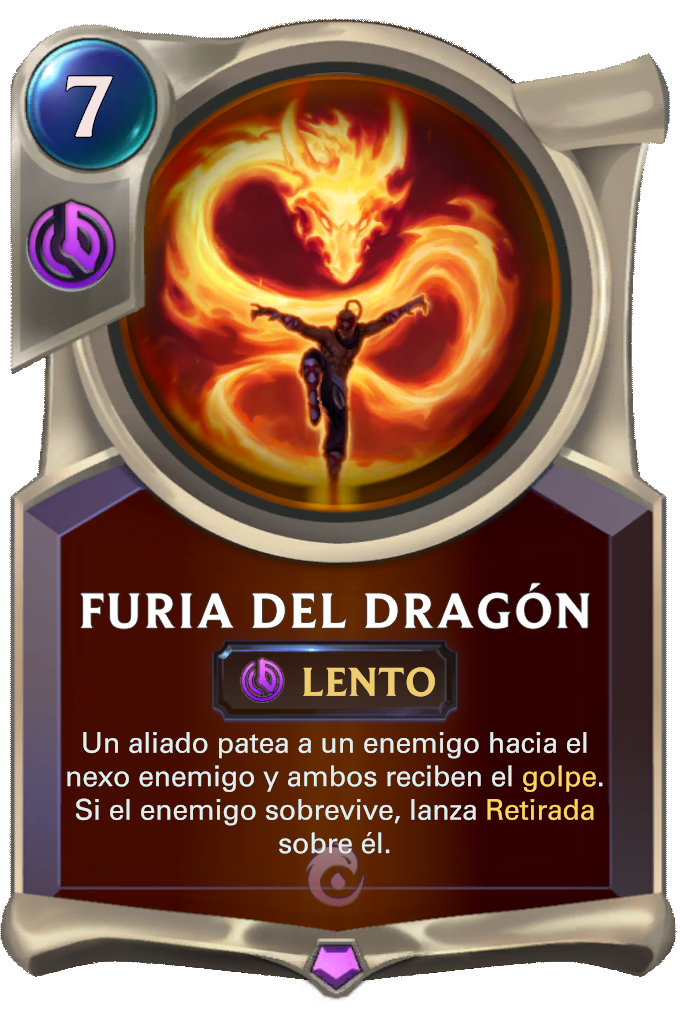 7
FURIA DEL DRAGÓN
LENTO
Un aliado patea a un enemigo hacia el
nexo enemigo y ambos reciben el golpe.
Si el enemigo sobrevive, lanza Retirada
sobre él.